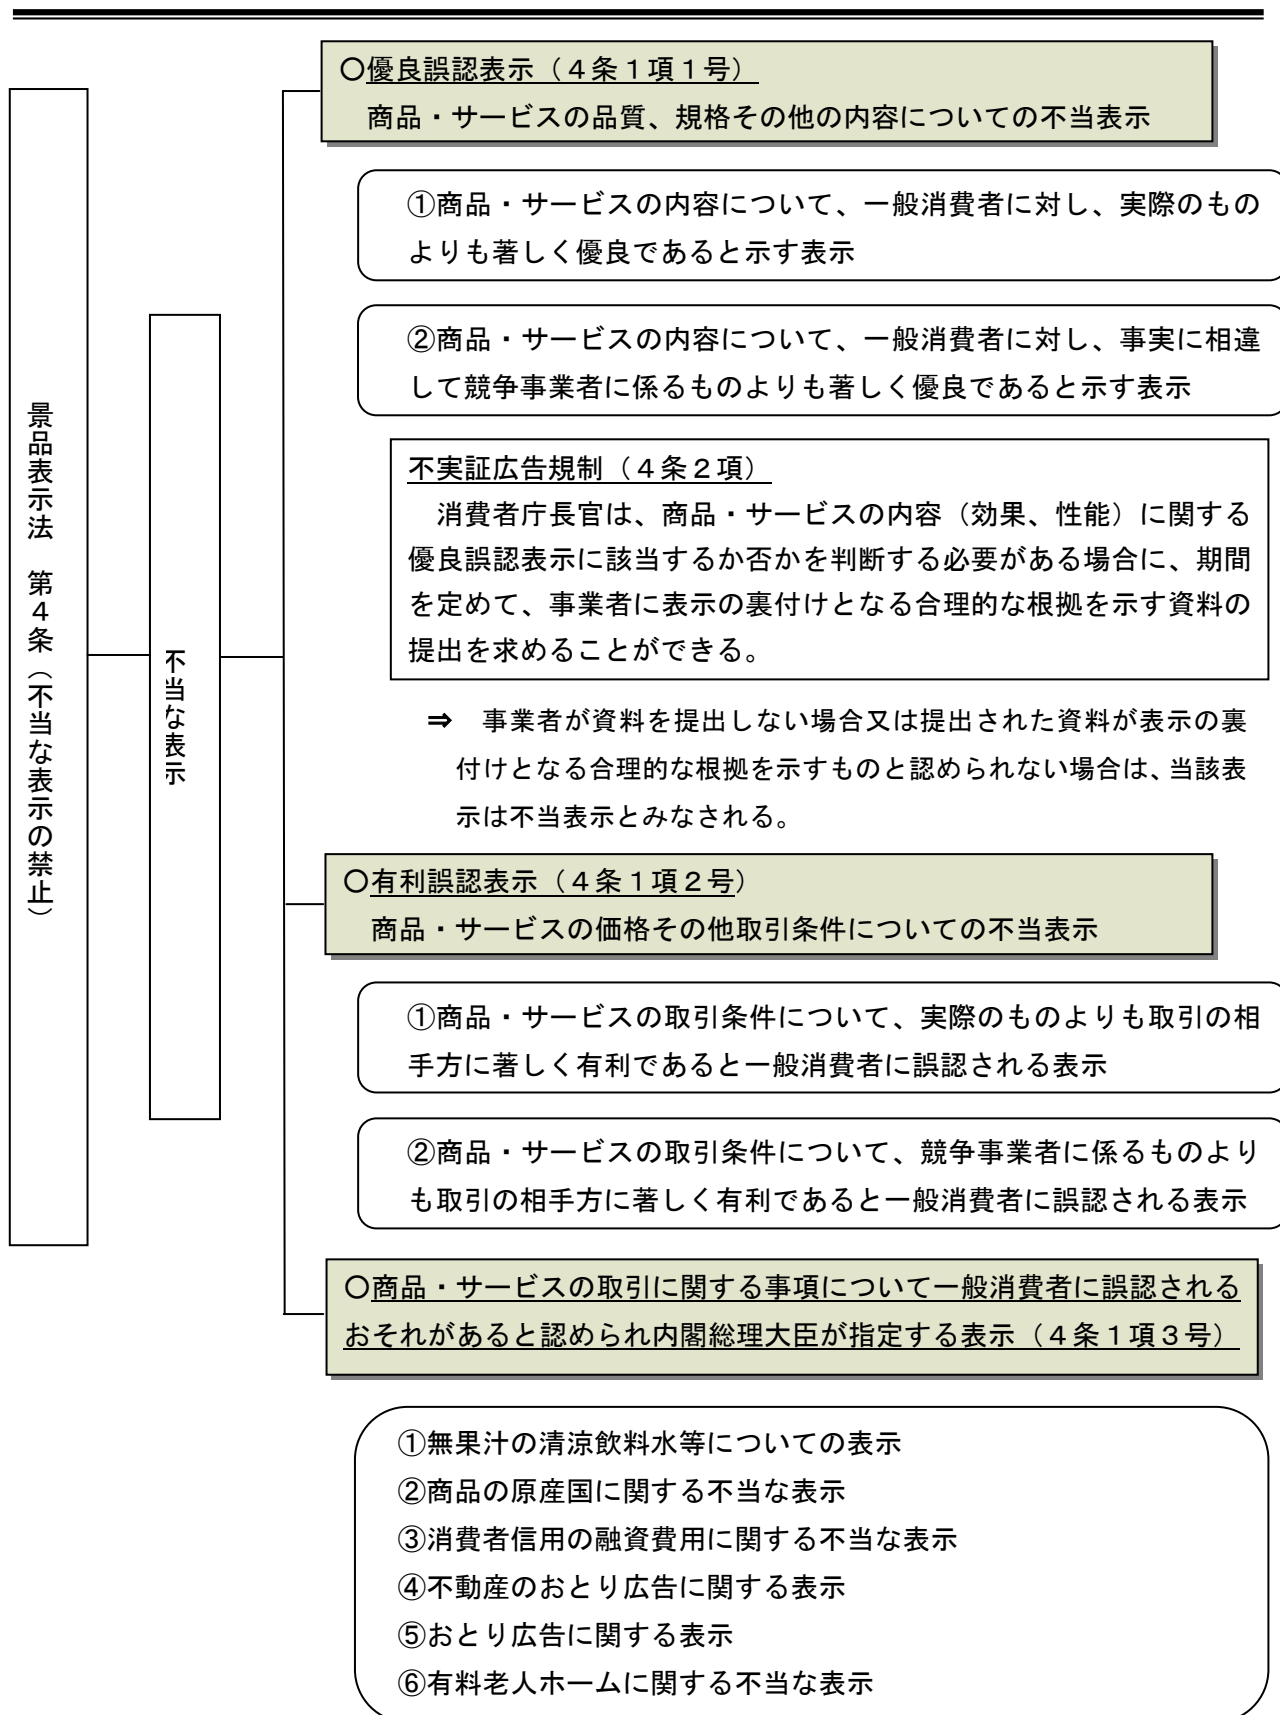 景品表示法　第４条（不当な表示の禁止）
不当な表示
○優良誤認表示（４条１項１号）
商品・サービスの品質、規格その他の内容についての不当表示
①商品・サービスの内容について、一般消費者に対し、実際のもの
よりも著しく優良であると示す表示
②商品・サービスの内容について、一般消費者に対し、事実に相違
して競争事業者に係るものよりも著しく優良であると示す表示
不実証広告規制（４条２項）
消費者庁長官は、商品・サービスの内容（効果、性能）に関する
優良誤認表示に該当するか否かを判断する必要がある場合に、期間
を定めて、事業者に表示の裏付けとなる合理的な根拠を示す資料の
提出を求めることができる。
⇒　事業者が資料を提出しない場合又は提出された資料が表示の裏
付けとなる合理的な根拠を示すものと認められない場合は、当該表
示は不当表示とみなされる。
○有利誤認表示（４条１項２号）
商品・サービスの価格その他取引条件についての不当表示
①商品・サービスの取引条件について、実際のものよりも取引の相
手方に著しく有利であると一般消費者に誤認される表示
②商品・サービスの取引条件について、競争事業者に係るものより
も取引の相手方に著しく有利であると一般消費者に誤認される表示
○商品・サービスの取引に関する事項について一般消費者に誤認される
おそれがあると認められ内閣総理大臣が指定する表示（４条１項３号）
①無果汁の清涼飲料水等についての表示
②商品の原産国に関する不当な表示
③消費者信用の融資費用に関する不当な表示
④不動産のおとり広告に関する表示
⑤おとり広告に関する表示
⑥有料老人ホームに関する不当な表示